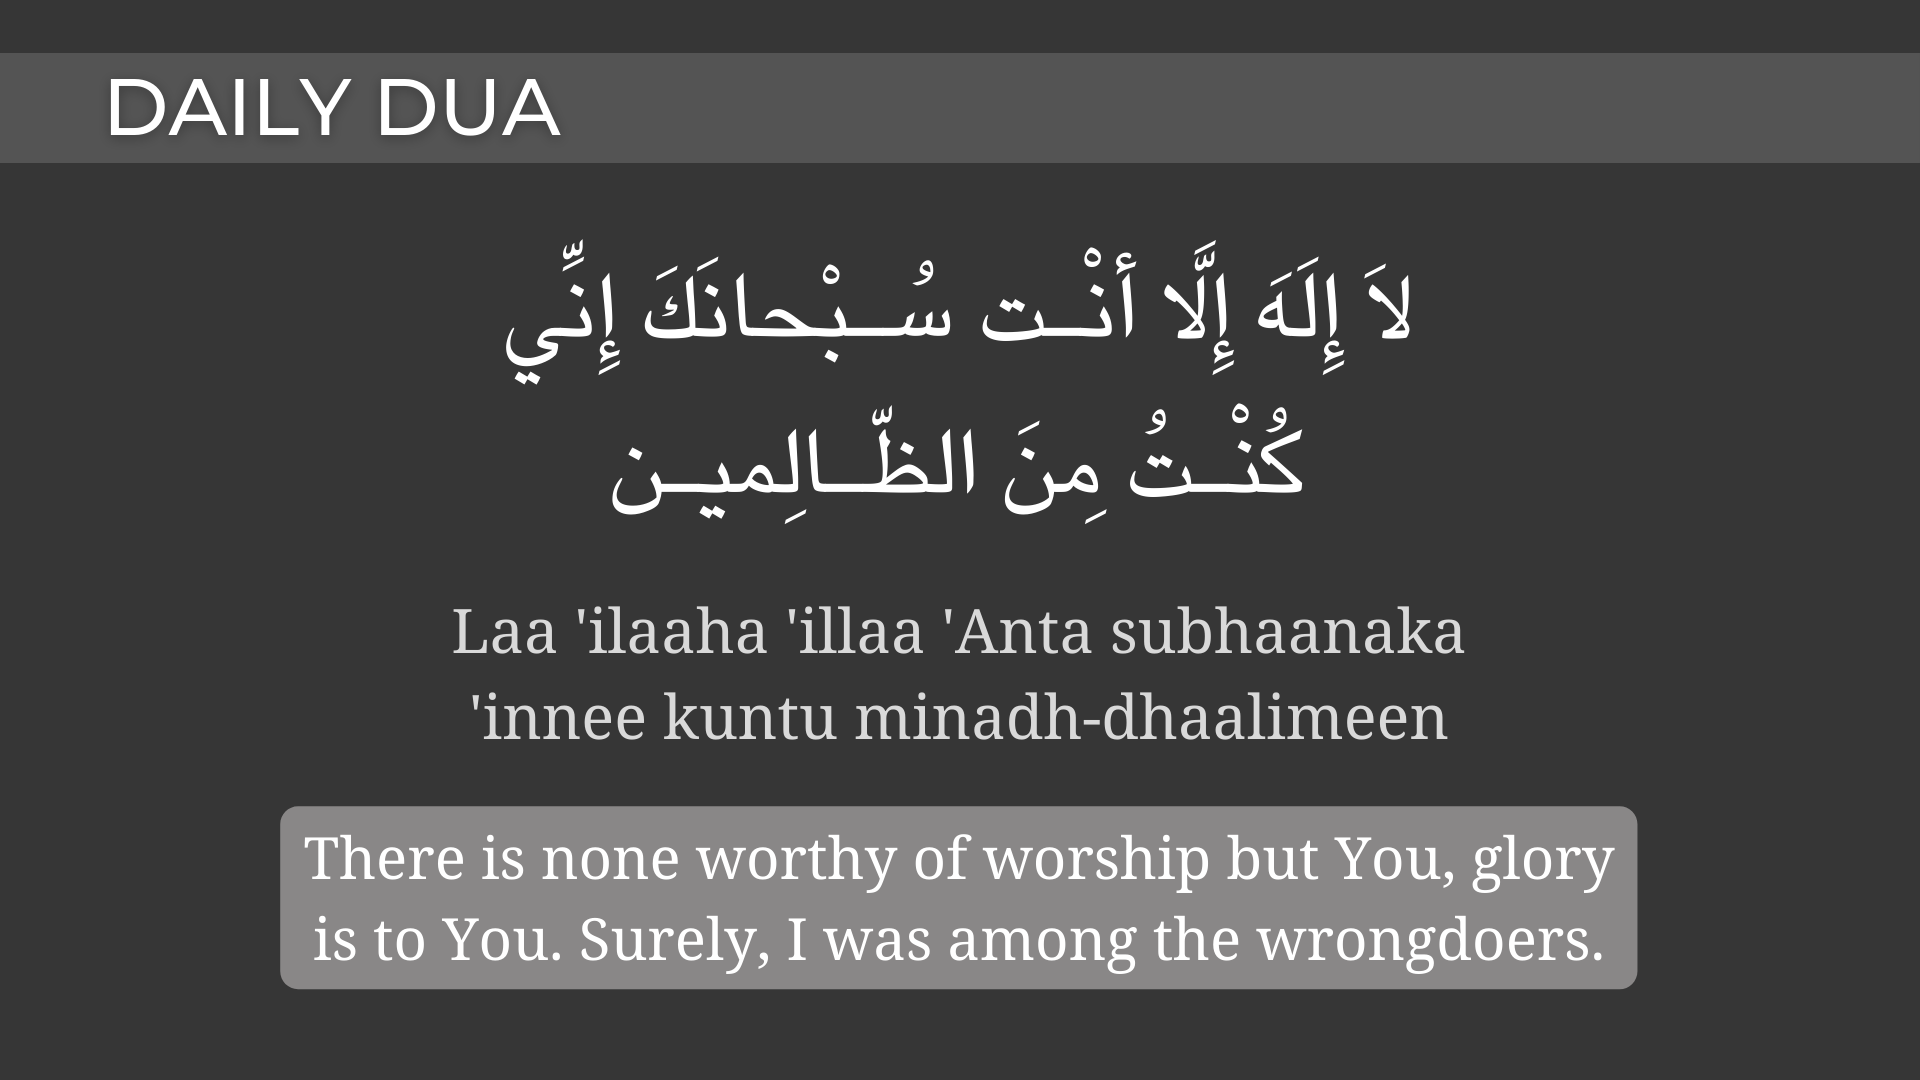 DAILY DUA
لاَ إِلَهَ إِلَّا أنْــت سُــبْحانَكَ إِنِّي
كُنْــتُ مِنَ الظّــالِميــن
Laa 'ilaaha 'illaa 'Anta subhaanaka
'innee kuntu minadh-dhaalimeen
There is none worthy of worship but You, glory
is to You. Surely, I was among the wrongdoers.